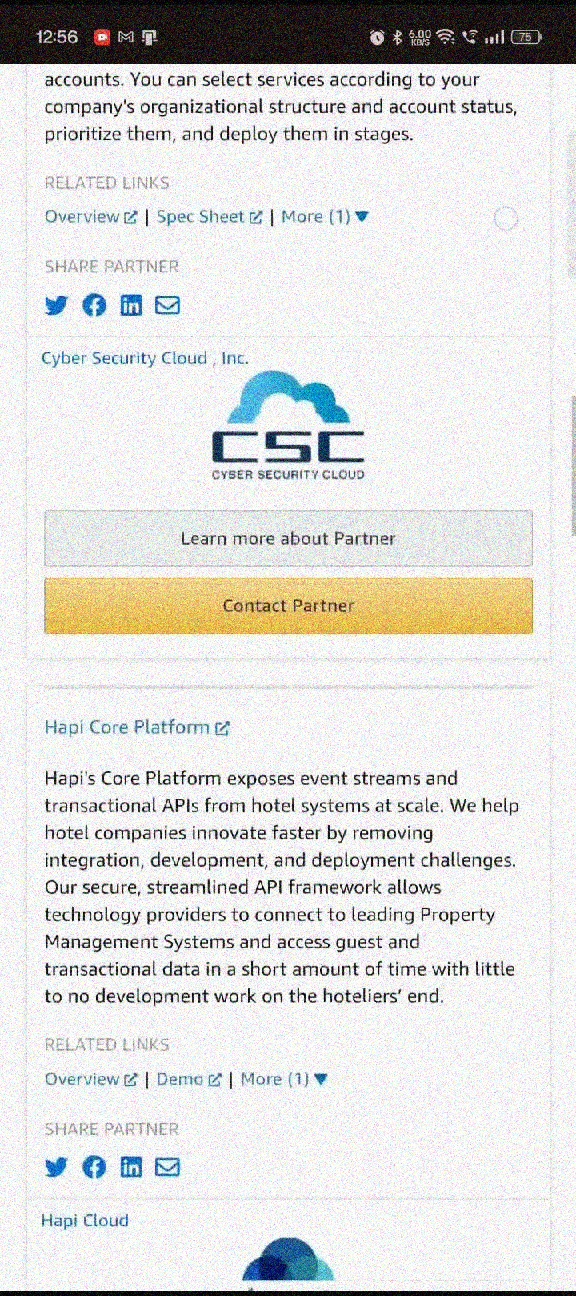 12:56 6.00 KB/S 75
accounts. You can select services according to your
company's organizational structure and account status,
prioritize them, and deploy them in stages.
RELATED LINKS
Overview | Spec Sheet | More (1)
SHARE PARTNER
Cyber Security Cloud , Inc.
CSC
CYBER SECURITY CLOUD
Learn more about Partner
Contact Partner
Hapi Core Platform
Hapi's Core Platform exposes event streams and
transactional APIs from hotel systems at scale. We help
hotel companies innovate faster by removing
integration, development, and deployment challenges.
Our secure, streamlined API framework allows
technology providers to connect to leading Property
Management Systems and access guest and
transactional data in a short amount of time with little
to no development work on the hoteliers’ end.
RELATED LINKS
Overview | Demo | More (1)
SHARE PARTNER
Hapi Cloud